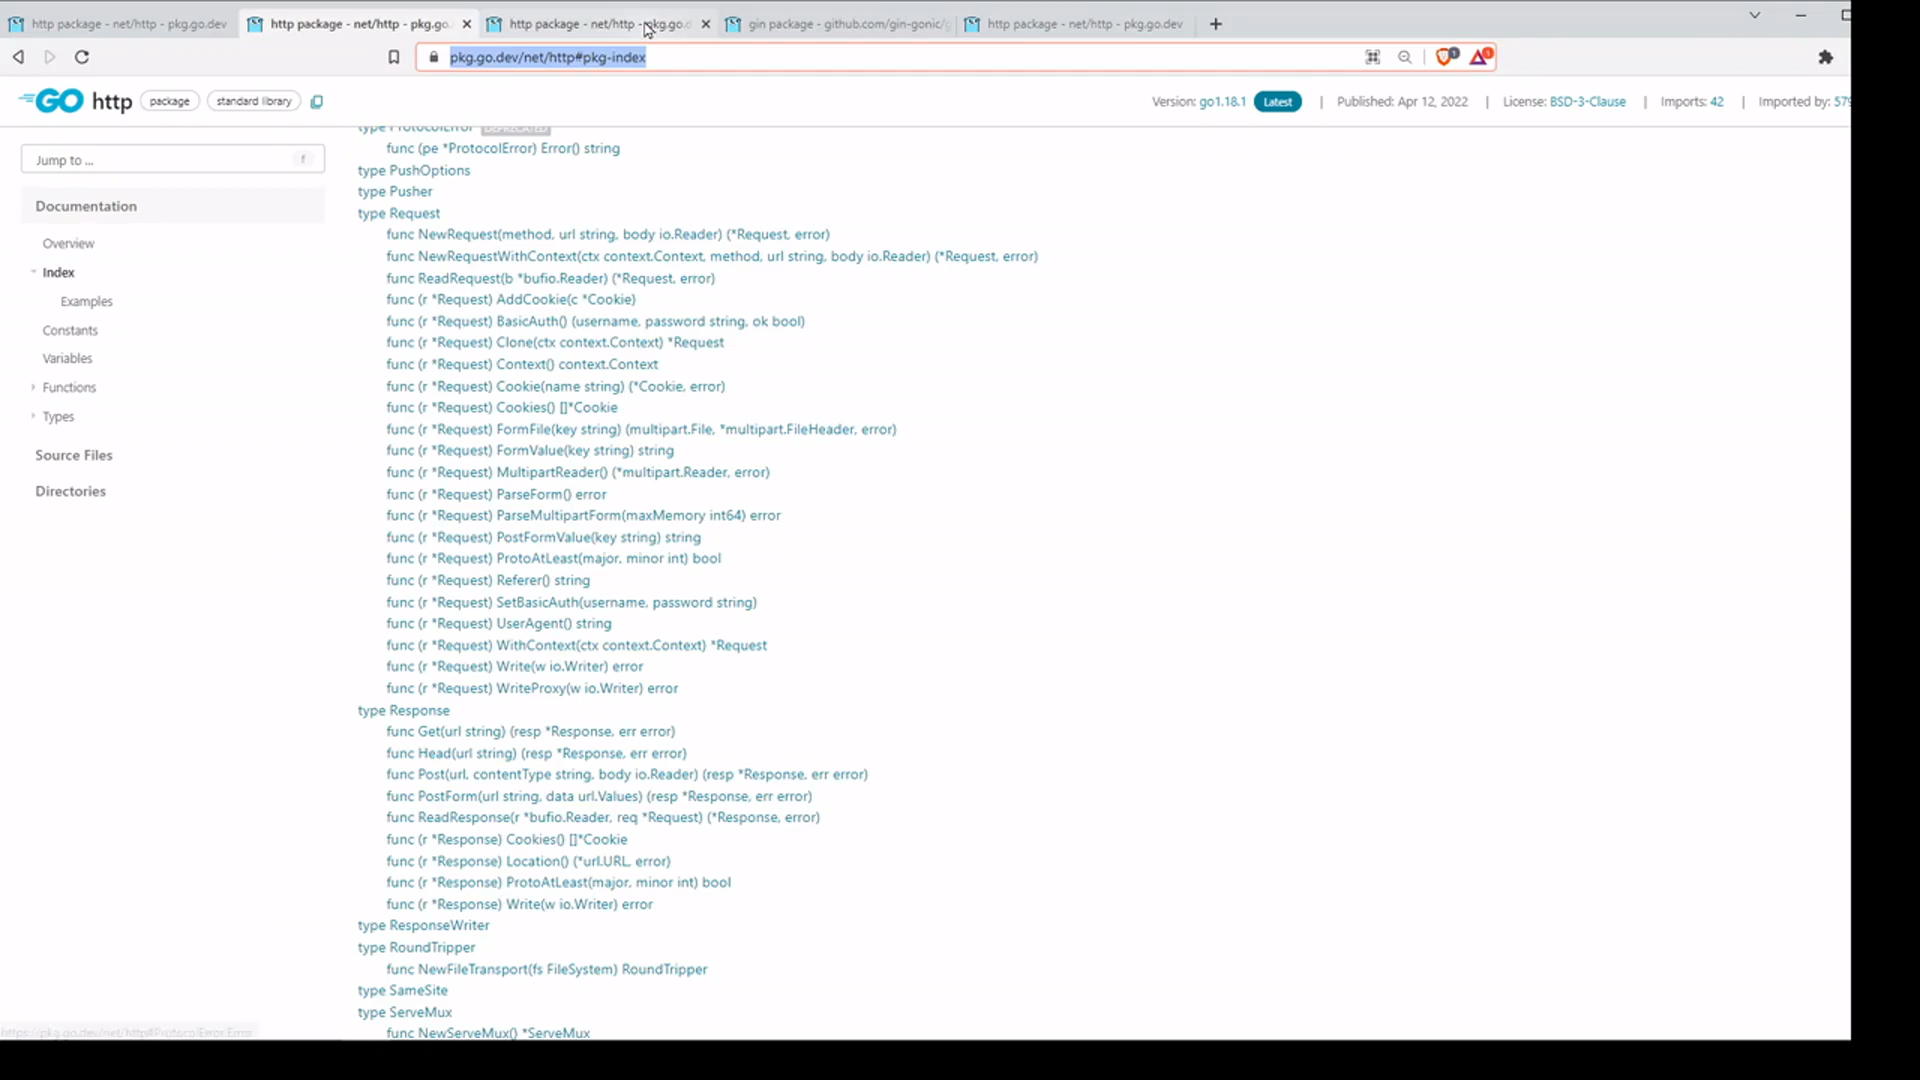 http package - net/http - pkg.go.dev
http package - net/http - pkg.go.
http package - net/http - pkg.go.d
gin package - github.com/gin-gonic/g
http package - net/http - pkg.go.dev
pkg.go.dev/net/http#pkg-index
GO http package standard library
Version: go1.18.1 Latest | Published: Apr 12, 2022 | License: BSD-3-Clause | Imports: 42 | Imported by: 579
Jump to ... f
Documentation
Overview
Index
Examples
Constants
Variables
Functions
Types
Source Files
Directories
type ProtocolError DEPRECATED
func (pe *ProtocolError) Error() string
type PushOptions
type Pusher
type Request
func NewRequest(method, url string, body io.Reader) (*Request, error)
func NewRequestWithContext(ctx context.Context, method, url string, body io.Reader) (*Request, error)
func ReadRequest(b *bufio.Reader) (*Request, error)
func (r *Request) AddCookie(c *Cookie)
func (r *Request) BasicAuth() (username, password string, ok bool)
func (r *Request) Clone(ctx context.Context) *Request
func (r *Request) Context() context.Context
func (r *Request) Cookie(name string) (*Cookie, error)
func (r *Request) Cookies() []*Cookie
func (r *Request) FormFile(key string) (multipart.File, *multipart.FileHeader, error)
func (r *Request) FormValue(key string) string
func (r *Request) MultipartReader() (*multipart.Reader, error)
func (r *Request) ParseForm() error
func (r *Request) ParseMultipartForm(maxMemory int64) error
func (r *Request) PostFormValue(key string) string
func (r *Request) ProtoAtLeast(major, minor int) bool
func (r *Request) Referer() string
func (r *Request) SetBasicAuth(username, password string)
func (r *Request) UserAgent() string
func (r *Request) WithContext(ctx context.Context) *Request
func (r *Request) Write(w io.Writer) error
func (r *Request) WriteProxy(w io.Writer) error
type Response
func Get(url string) (resp *Response, err error)
func Head(url string) (resp *Response, err error)
func Post(url, contentType string, body io.Reader) (resp *Response, err error)
func PostForm(url string, data url.Values) (resp *Response, err error)
func ReadResponse(r *bufio.Reader, req *Request) (*Response, error)
func (r *Response) Cookies() []*Cookie
func (r *Response) Location() (*url.URL, error)
func (r *Response) ProtoAtLeast(major, minor int) bool
func (r *Response) Write(w io.Writer) error
type ResponseWriter
type RoundTripper
func NewFileTransport(fs FileSystem) RoundTripper
type SameSite
type ServeMux
func NewServeMux() *ServeMux
https://pkg.go.dev/net/http#ProtocolError.Error